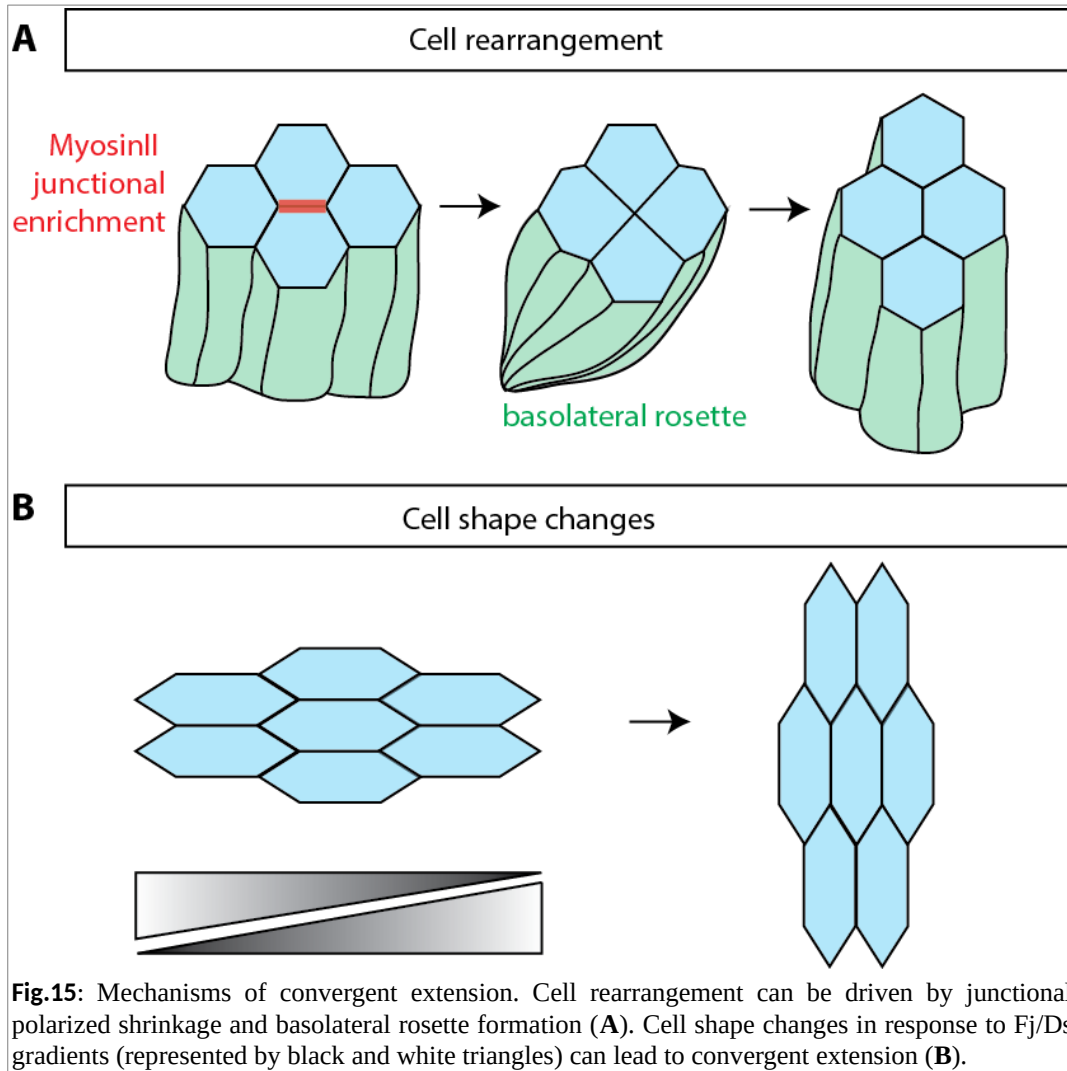 A
Cell rearrangement
MyosinII
junctional
enrichment
basolateral rosette
B
Cell shape changes
Fig.15: Mechanisms of convergent extension. Cell rearrangement can be driven by junctional
polarized shrinkage and basolateral rosette formation (A). Cell shape changes in response to Fj/Ds
gradients (represented by black and white triangles) can lead to convergent extension (B).